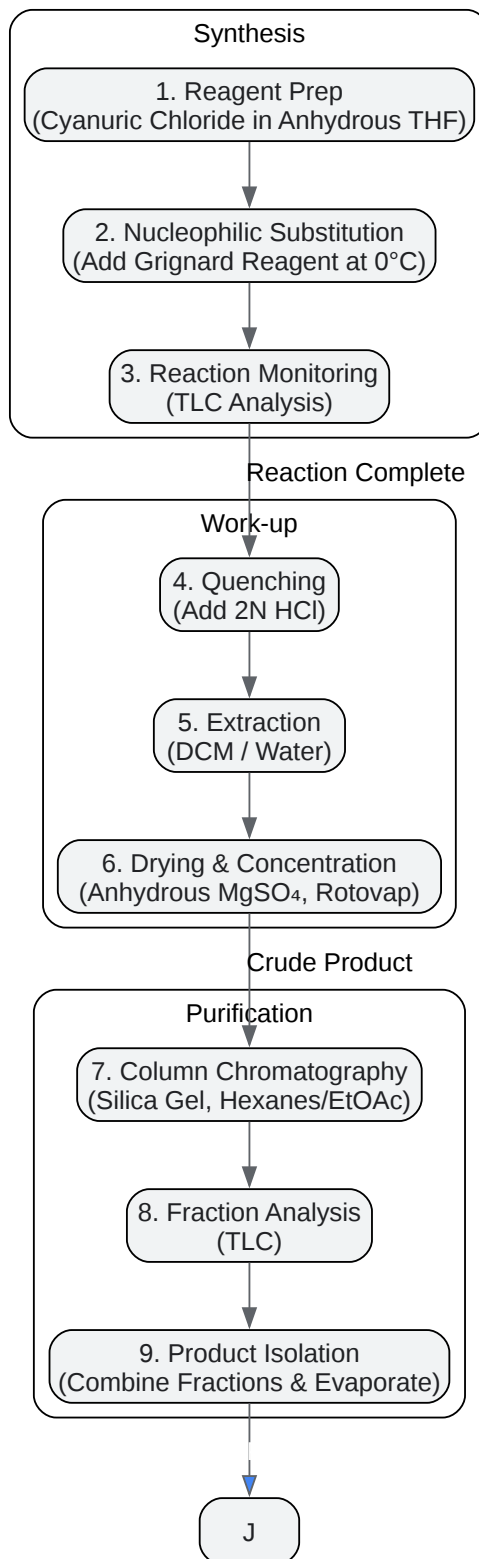 Synthesis
1. Reagent Prep
(Cyanuric Chloride in Anhydrous THF)
2. Nucleophilic Substitution
(Add Grignard Reagent at 0°C)
3. Reaction Monitoring
(TLC Analysis)
Reaction Complete
Work-up
4. Quenching
(Add 2N HCl)
5. Extraction
(DCM / Water)
6. Drying & Concentration
(Anhydrous MgSO₄, Rotovap)
Crude Product
Purification
7. Column Chromatography
(Silica Gel, Hexanes/EtOAc)
8. Fraction Analysis
(TLC)
9. Product Isolation
(Combine Fractions & Evaporate)
J